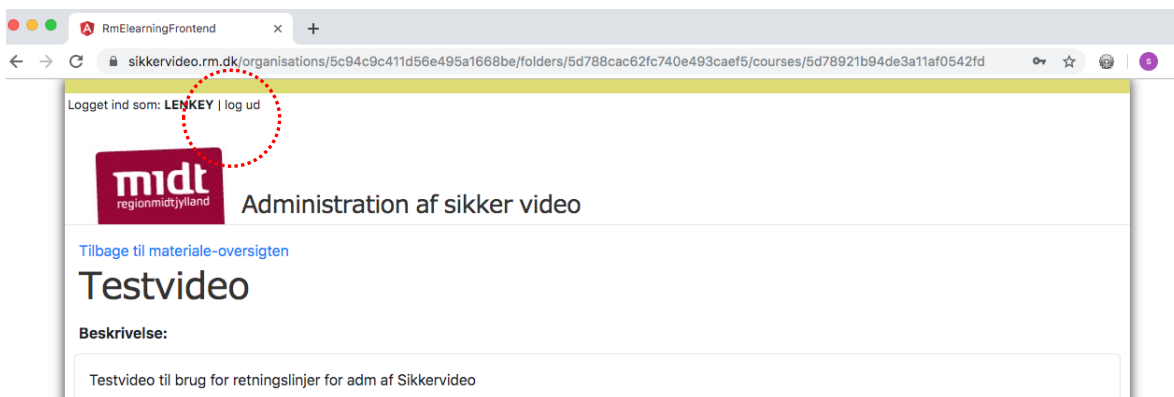 RmElearningFrontend
sikkervideo.rm.dk/organisations/5c94c9c411d56e495a1668be/folders/5d788cac62fc740e493caef5/courses/5d78921b94de3a11af0542fd
S
Logget ind som: LENKEY | log ud
midt
regionmidtjylland
Administration af sikker video
Tilbage til materiale-oversigten
Testvideo
Beskrivelse:
Testvideo til brug for retningslinjer for adm af Sikkervideo